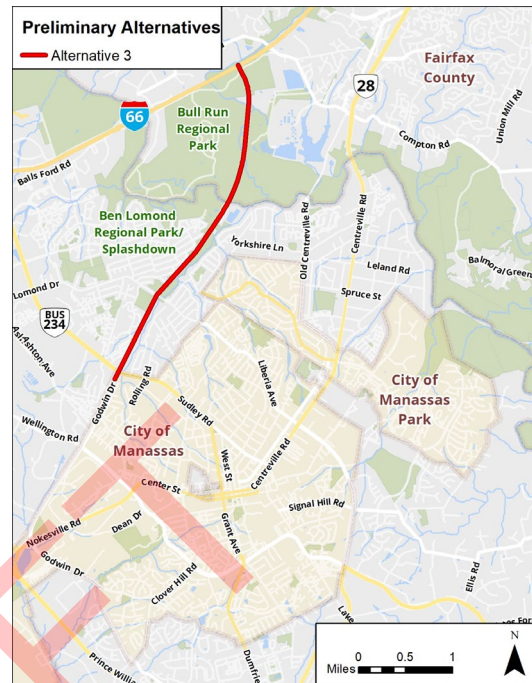 Preliminary Alternatives
Alternative 3
Fairfax
County
28
66
Bull Run
Regional
Park
Union Mill Rd
Compton Rd
Balls Ford Rd
Ben Lomond
Regional Park/
Splashdown
Yorkshire Ln
Old Centreville Rd
Centreville Rd
Leland Rd
Balmoral Green
Lomond Dr
Spruce St
BUS
234
Ashton Ave
Godwin Dr
Rolling Rd
Liberia Ave
City of
Manassas
Park
Sudley Rd
Wellington Rd
City of
Manassas
West St
Centreville Rd
Center St
Signal Hill Rd
Nokesville Rd
Dean Dr
Grant Ave
Godwin Dr
Clover Hill Rd
Ellis Rd
Lake
Prince Willia
Dumfrie
N
0 0.5 1
Miles